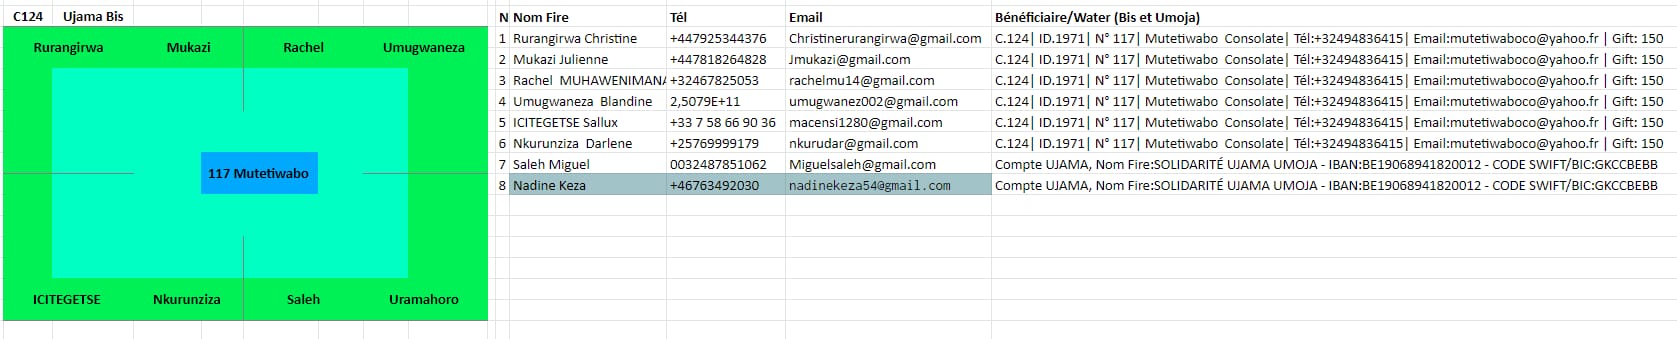 C124 Ujama Bis
Rurangirwa Mukazi Rachel Umugwaneza
117 Mutetiwabo
ICITEGETSE Nkurunziza Saleh Uramahoro
N Nom Fire Tél Email Bénéficiaire/Water (Bis et Umoja)
1 Rurangirwa Christine +447925344376 Christinerurangirwa@gmail.com C.124| ID.1971| N° 117| Mutetiwabo Consolate| Tél:+32494836415| Email:mutetiwaboco@yahoo.fr | Gift: 150
2 Mukazi Julienne +447818264828 Jmukazi@gmail.com C.124| ID.1971| N° 117| Mutetiwabo Consolate| Tél:+32494836415| Email:mutetiwaboco@yahoo.fr | Gift: 150
3 Rachel MUHAWENIMANA +32467825053 rachelmu14@gmail.com C.124| ID.1971| N° 117| Mutetiwabo Consolate| Tél:+32494836415| Email:mutetiwaboco@yahoo.fr | Gift: 150
4 Umugwaneza Blandine 2,5079E+11 umugwanez002@gmail.com C.124| ID.1971| N° 117| Mutetiwabo Consolate| Tél:+32494836415| Email:mutetiwaboco@yahoo.fr | Gift: 150
5 ICITEGETSE Sallux +33 7 58 66 90 36 macensi1280@gmail.com C.124| ID.1971| N° 117| Mutetiwabo Consolate| Tél:+32494836415| Email:mutetiwaboco@yahoo.fr | Gift: 150
6 Nkurunziza Darlene +25769999179 nkurudar@gmail.com C.124| ID.1971| N° 117| Mutetiwabo Consolate| Tél:+32494836415| Email:mutetiwaboco@yahoo.fr | Gift: 150
7 Saleh Miguel 0032487851062 Miguelsaleh@gmail.com Compte UJAMA, Nom Fire:SOLIDARITÉ UJAMA UMOJA - IBAN:BE19068941820012 - CODE SWIFT/BIC:GKCCBEBB
8 Nadine Keza +46763492030 nadinekeza54@gmail.com Compte UJAMA, Nom Fire:SOLIDARITÉ UJAMA UMOJA - IBAN:BE19068941820012 - CODE SWIFT/BIC:GKCCBEBB